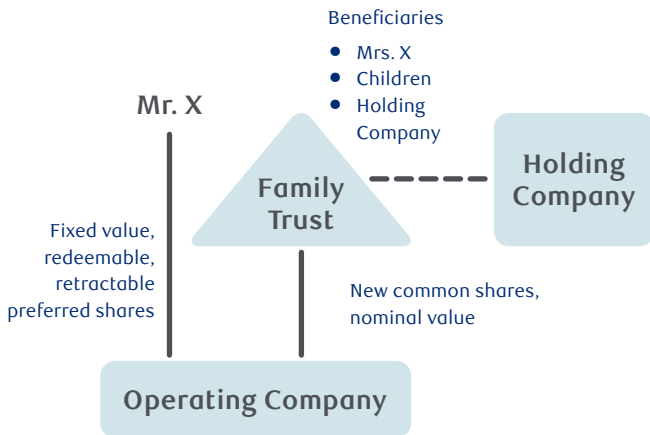 Beneficiaries
● Mrs. X
● Children
● Holding
Company
Mr. X
Family
Trust
Holding
Company
Fixed value,
redeemable,
retractable
preferred shares
New common shares,
nominal value
Operating Company